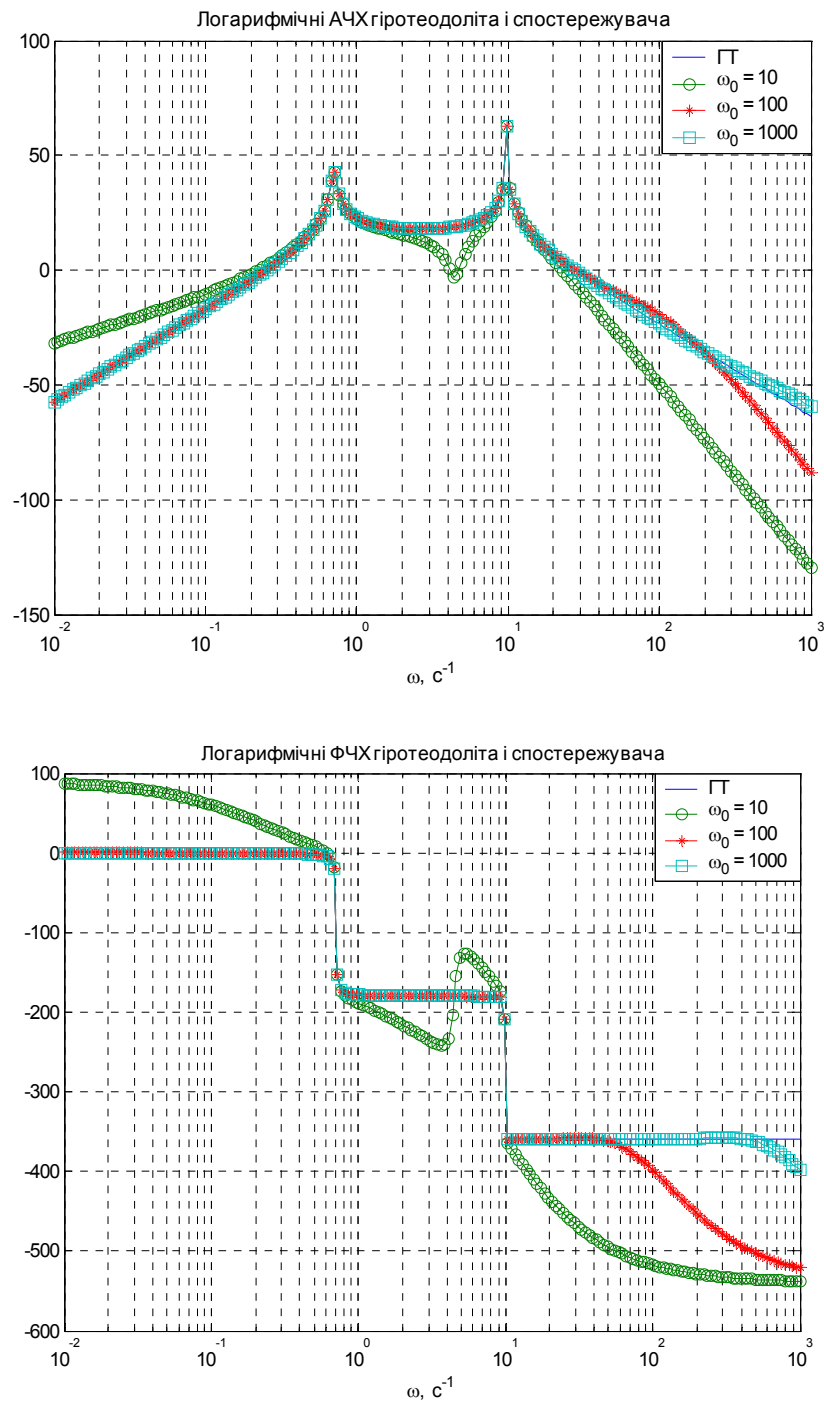 Логарифмічні АЧХ гіротеодоліта і спостережувача
100
50
0
-50
-100
-150
ГТ
ω₀ = 10
ω₀ = 100
ω₀ = 1000
10⁻² 10⁻¹ 10⁰ 10¹ 10² 10³
ω, c⁻¹
Логарифмічні ФЧХ гіротеодоліта і спостережувача
100
0
-100
-200
-300
-400
-500
-600
ГТ
ω₀ = 10
ω₀ = 100
ω₀ = 1000
10⁻² 10⁻¹ 10⁰ 10¹ 10² 10³
ω, c⁻¹